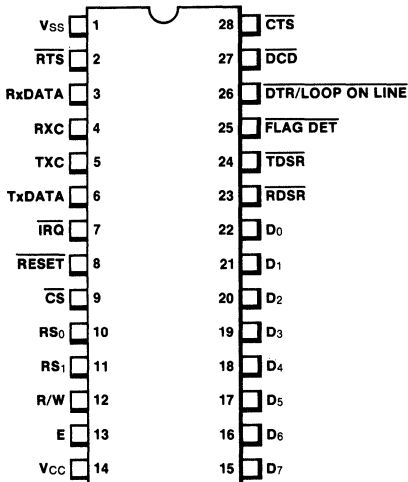 VSS 1 28 CTS
RTS 2 27 DCD
RxDATA 3 26 DTR/LOOP ON LINE
RXC 4 25 FLAG DET
TXC 5 24 TDSR
TxDATA 6 23 RDSR
IRQ 7 22 D0
RESET 8 21 D1
CS 9 20 D2
RS0 10 19 D3
RS1 11 18 D4
R/W 12 17 D5
E 13 16 D6
VCC 14 15 D7